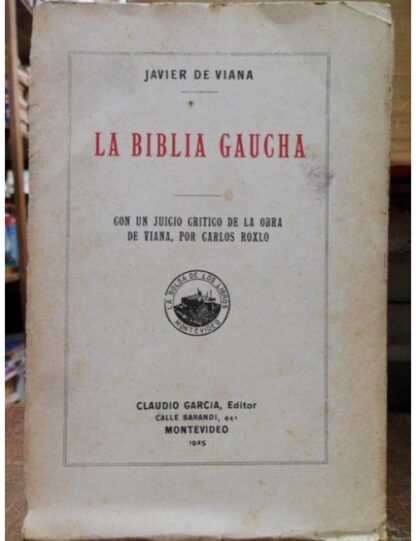 JAVIER DE VIANA
LA BIBLIA GAUCHA
CON UN JUICIO CRITICO DE LA OBRA
DE VIANA, POR CARLOS ROXLO
LA BOLSA DE LOS LIBROS
MONTEVIDEO
CLAUDIO GARCIA, Editor
CALLE SARANDI, 441
MONTEVIDEO
1925